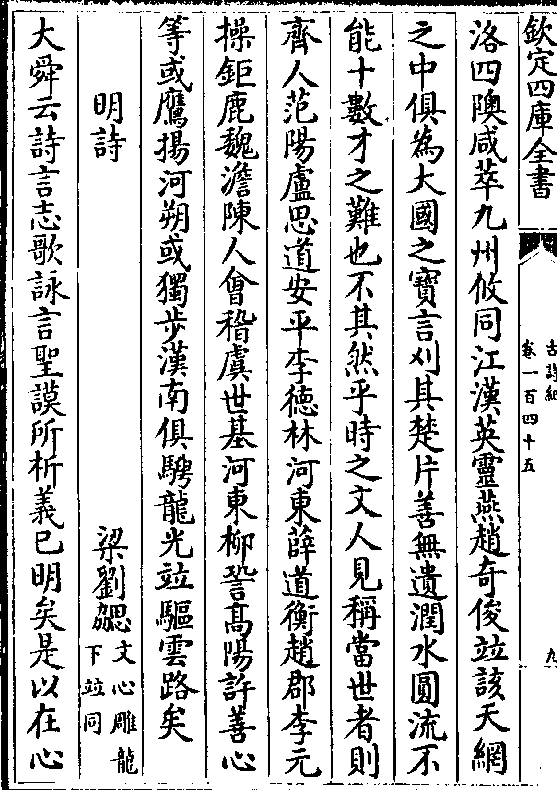 欽定四庫全書
古詩紀
卷一百四十五
九
洛四隩咸萃九州攸同江漢英靈燕趙奇俊竝該天網
之中俱為大國之寶言刈其楚片善無遺潤水圓流不
能十數才之難也不其然乎時之文人見稱當世者則
齊人范陽盧思道安平李德林河東薛道衡趙郡李元
操鉅鹿魏澹陳人會稽虞世基河東柳䛒髙陽許善心
等或鷹揚河朔或獨步漢南俱騁龍光竝驅雲路矣
明詩
梁劉勰文心雕龍下竝同
大舜云詩言志歌詠言聖謨所析義已明矣是以在心